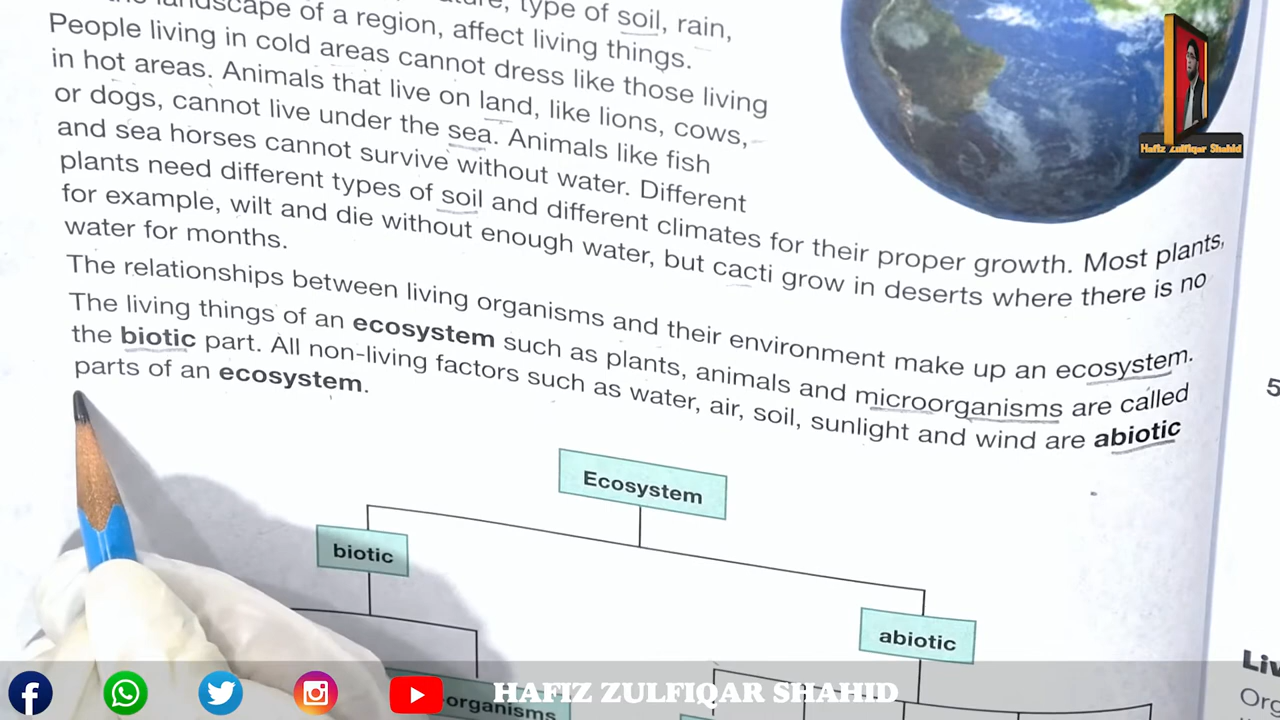 type of soil, rain,
landscape of a region, affect living things.
People living in cold areas cannot dress like those living
in hot areas. Animals that live on land, like lions, cows,
or dogs, cannot live under the sea. Animals like fish
and sea horses cannot survive without water. Different
plants need different types of soil and different climates for their proper growth. Most plants,
for example, wilt and die without enough water, but cacti grow in deserts where there is no
water for months.
The relationships between living organisms and their environment make up an ecosystem.
The living things of an ecosystem such as plants, animals and microorganisms are called
the biotic part. All non-living factors such as water, air, soil, sunlight and wind are abiotic
parts of an ecosystem.
Ecosystem
biotic
abiotic
organisms
Hafiz Zulfiqar Shahid
5
Liv
Org
HAFIZ ZULFIQAR SHAHID